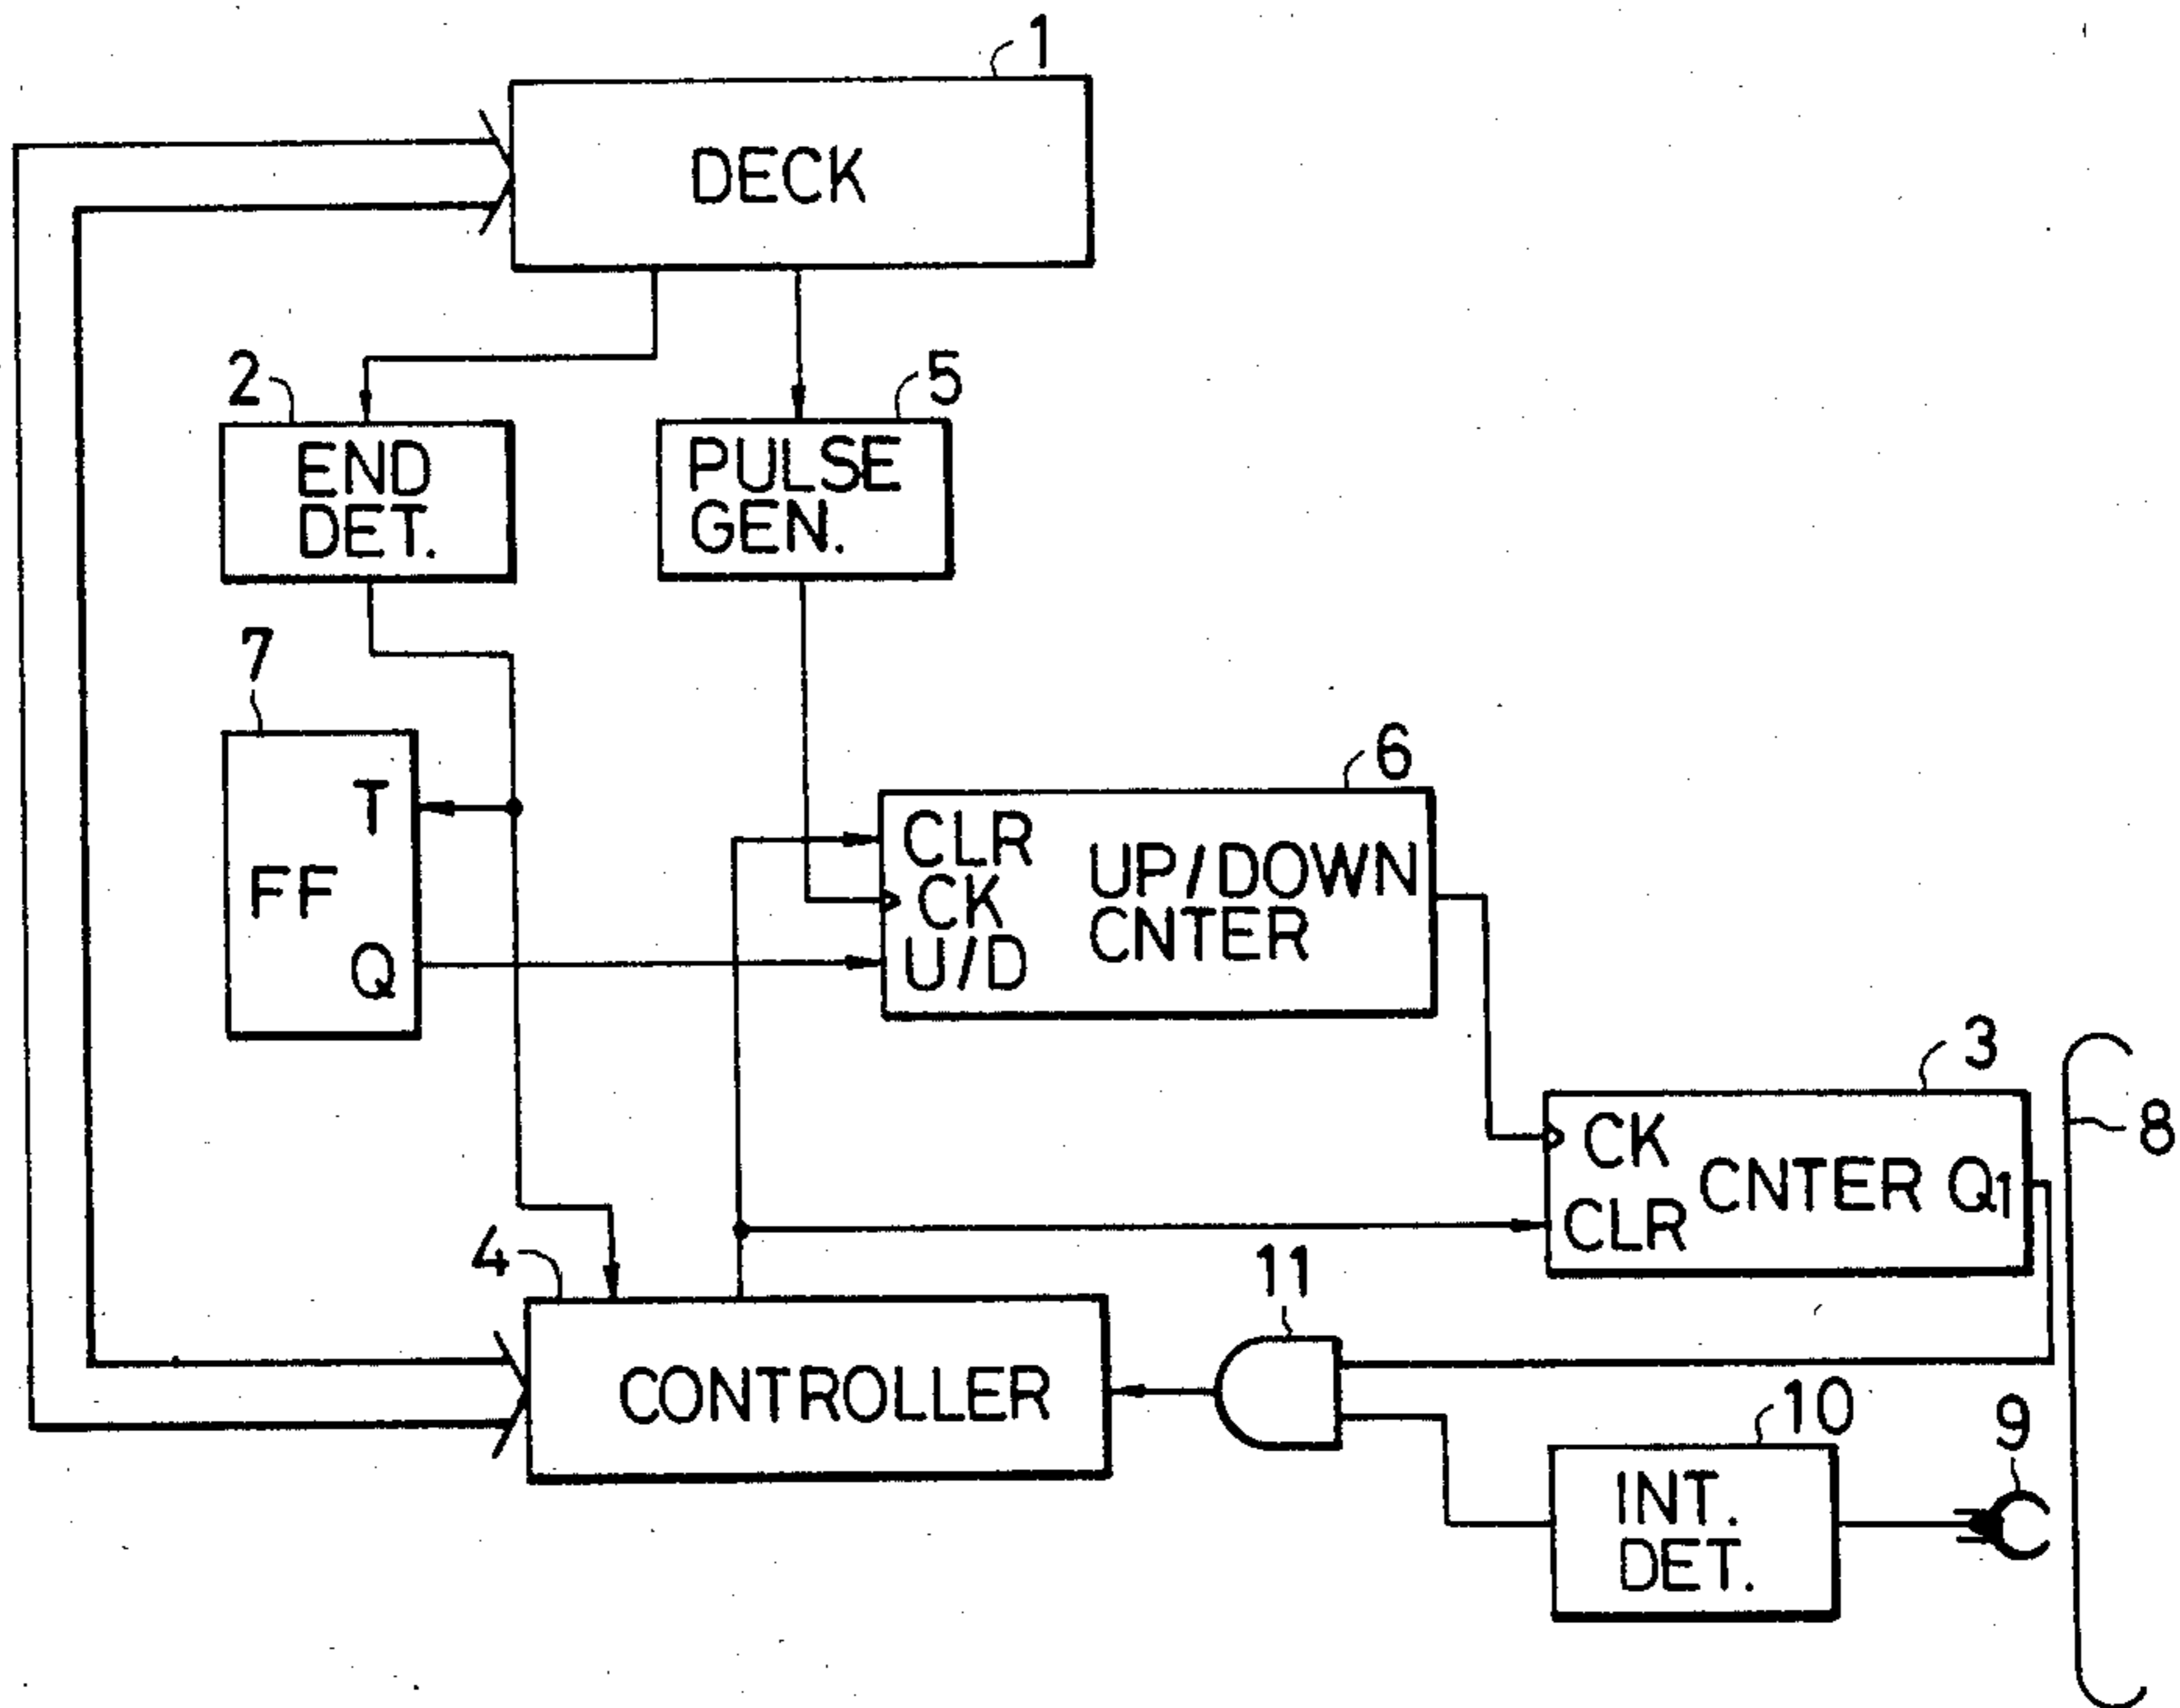 1
DECK
2
END
DET.
5
PULSE
GEN.
7
T
FF
Q
6
CLR
CK
U/D
UP/DOWN
CNTER
3
CK
CLR
CNTER Q1
8
4
CONTROLLER
11
10
INT.
DET.
9